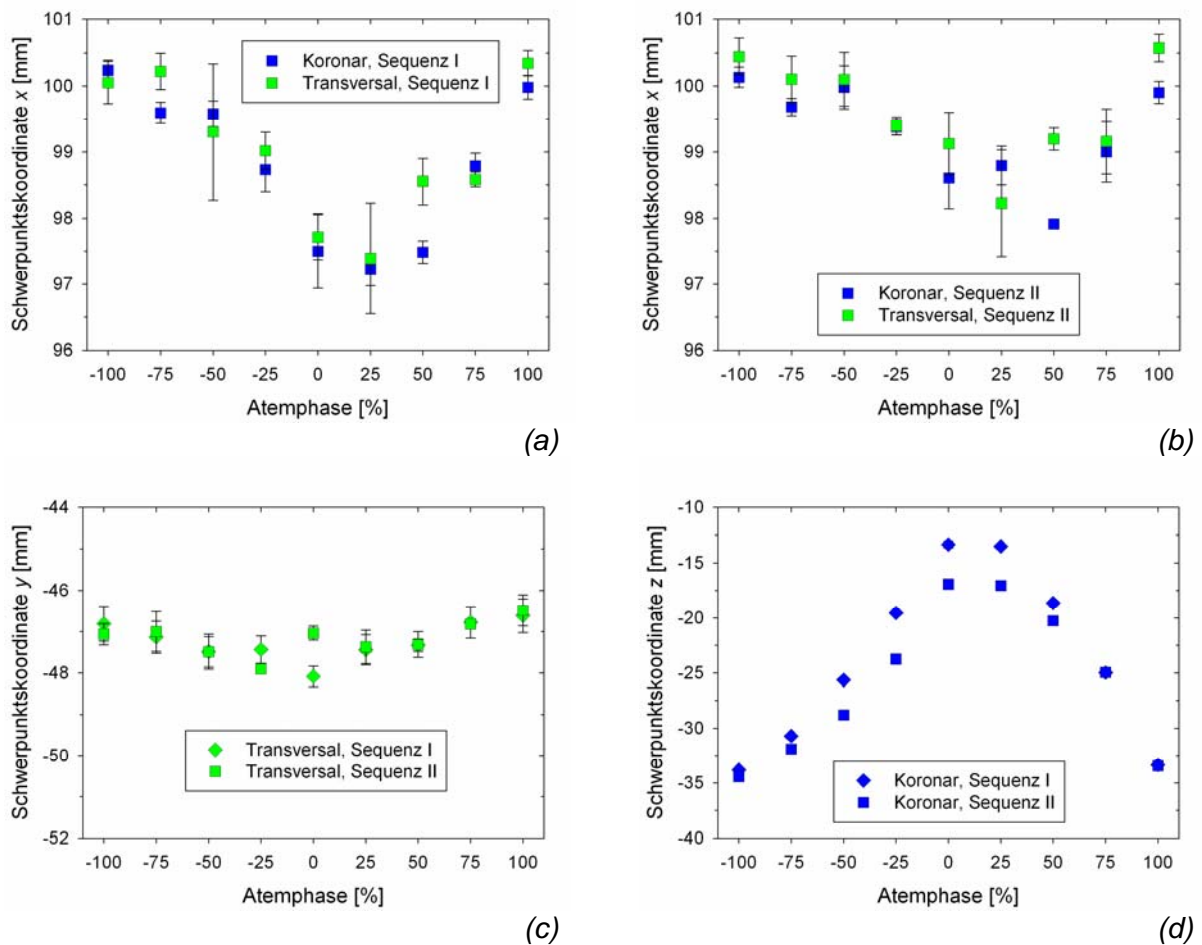 101
100
99
98
97
96
Schwerpunktskoordinate x [mm]
Koronar, Sequenz I
Transversal, Sequenz I
-100 -75 -50 -25 0 25 50 75 100
Atemphase [%]
(a)
101
100
99
98
97
96
Schwerpunktskoordinate x [mm]
Koronar, Sequenz II
Transversal, Sequenz II
-100 -75 -50 -25 0 25 50 75 100
Atemphase [%]
(b)
-44
-46
-48
-50
-52
Schwerpunktskoordinate y [mm]
Transversal, Sequenz I
Transversal, Sequenz II
-100 -75 -50 -25 0 25 50 75 100
Atemphase [%]
(c)
-10
-15
-20
-25
-30
-35
-40
Schwerpunktskoordinate z [mm]
Koronar, Sequenz I
Koronar, Sequenz II
-100 -75 -50 -25 0 25 50 75 100
Atemphase [%]
(d)